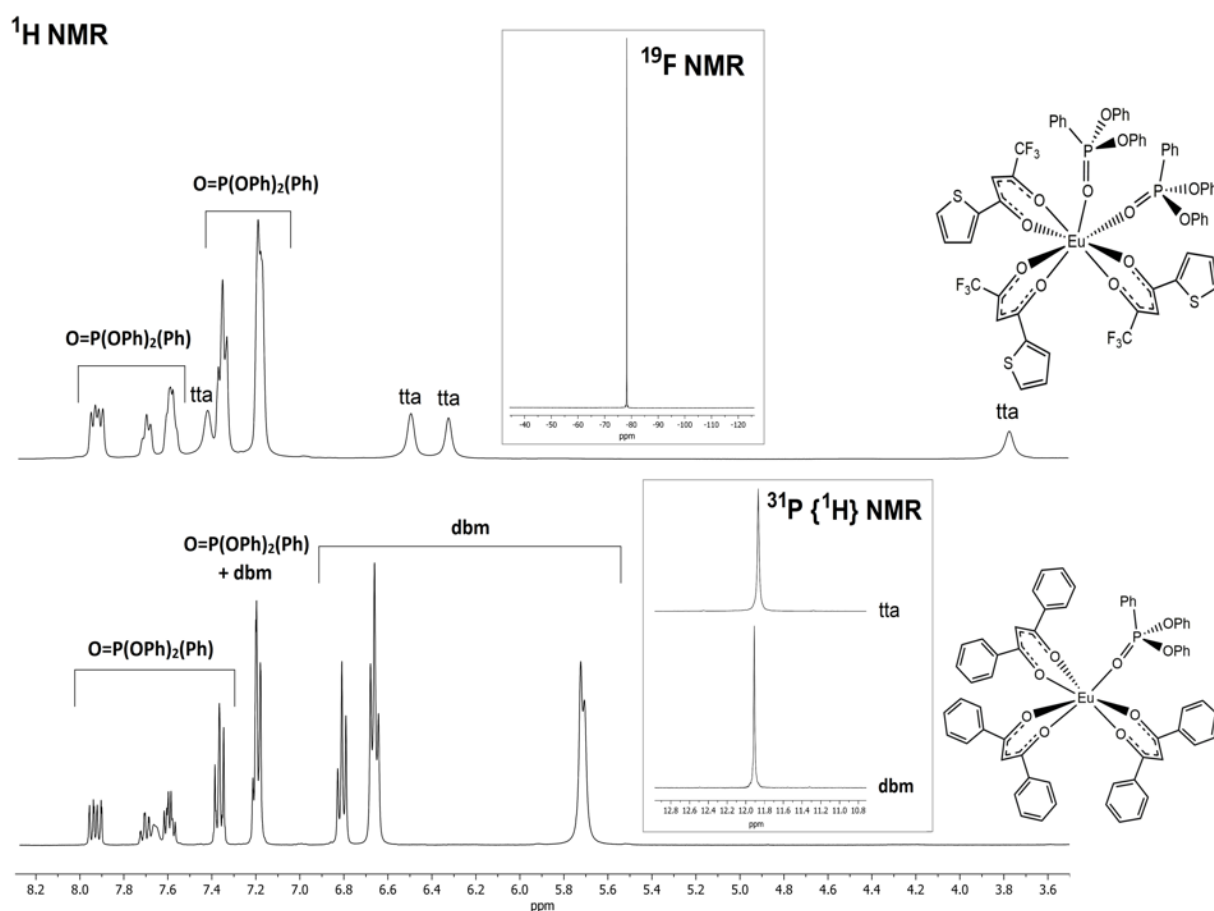 ¹H NMR
¹⁹F NMR
-40 -50 -60 -70 -80 -90 -100 -110 -120
ppm
O=P(OPh)₂(Ph)
O=P(OPh)₂(Ph)
tta
tta
tta
tta
Ph
OPh
OPh
P
O
Ph
P
OPh
OPh
O
CF₃
S
O
O
Eu
O
O
F₃C
S
O
O
F₃C
S
³¹P {¹H} NMR
tta
dbm
12.8 12.6 12.4 12.2 12.0 11.8 11.6 11.4 11.2 11.0 10.8
ppm
O=P(OPh)₂(Ph)
O=P(OPh)₂(Ph)
+ dbm
dbm
Ph
P
OPh
OPh
O
O
O
Eu
O
O
O
O
8.2 8.0 7.8 7.6 7.4 7.2 7.0 6.8 6.6 6.4 6.2 6.0 5.8 5.6 5.4 5.2 5.0 4.8 4.6 4.4 4.2 4.0 3.8 3.6
ppm